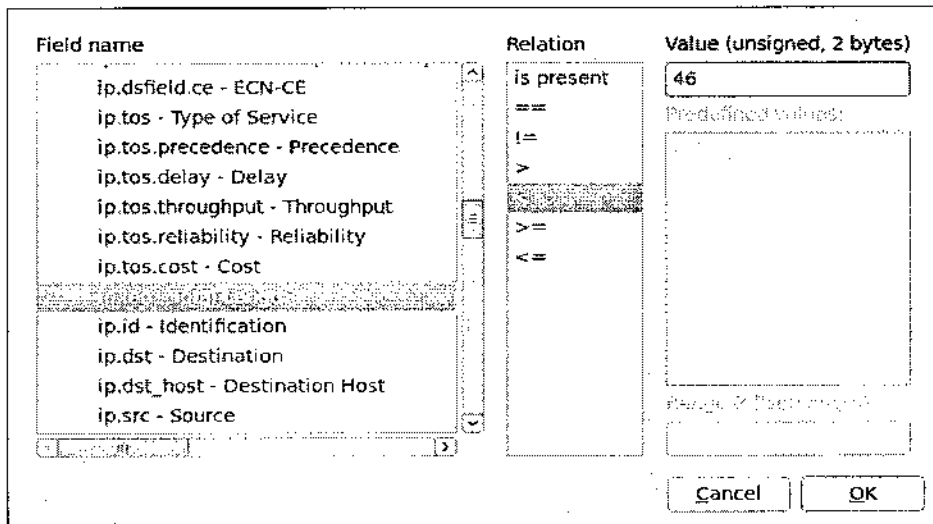 Field name
Relation
Value (unsigned, 2 bytes)
ip.dsfield.ce - ECN-CE
ip.tos - Type of Service
ip.tos.precedence - Precedence
ip.tos.delay - Delay
ip.tos.throughput - Throughput
ip.tos.reliability - Reliability
ip.tos.cost - Cost
ip.id - Identification
ip.dst - Destination
ip.dst_host - Destination Host
ip.src - Source
is present
==
!=
>
>=
<=
46
Predefined values:
Cancel
OK